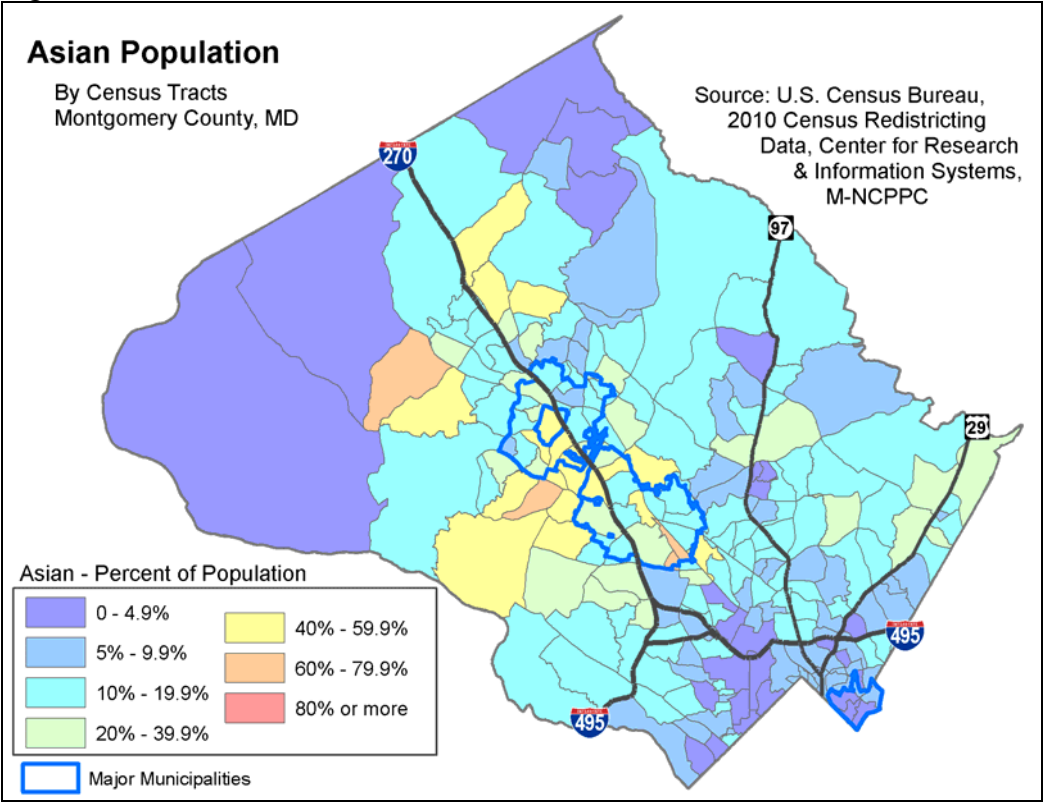 Asian Population
By Census Tracts
Montgomery County, MD
Source: U.S. Census Bureau,
2010 Census Redistricting
Data, Center for Research
& Information Systems,
M-NCPPC
270
97
29
495
495
Asian - Percent of Population
0 - 4.9%
5% - 9.9%
10% - 19.9%
20% - 39.9%
40% - 59.9%
60% - 79.9%
80% or more
Major Municipalities